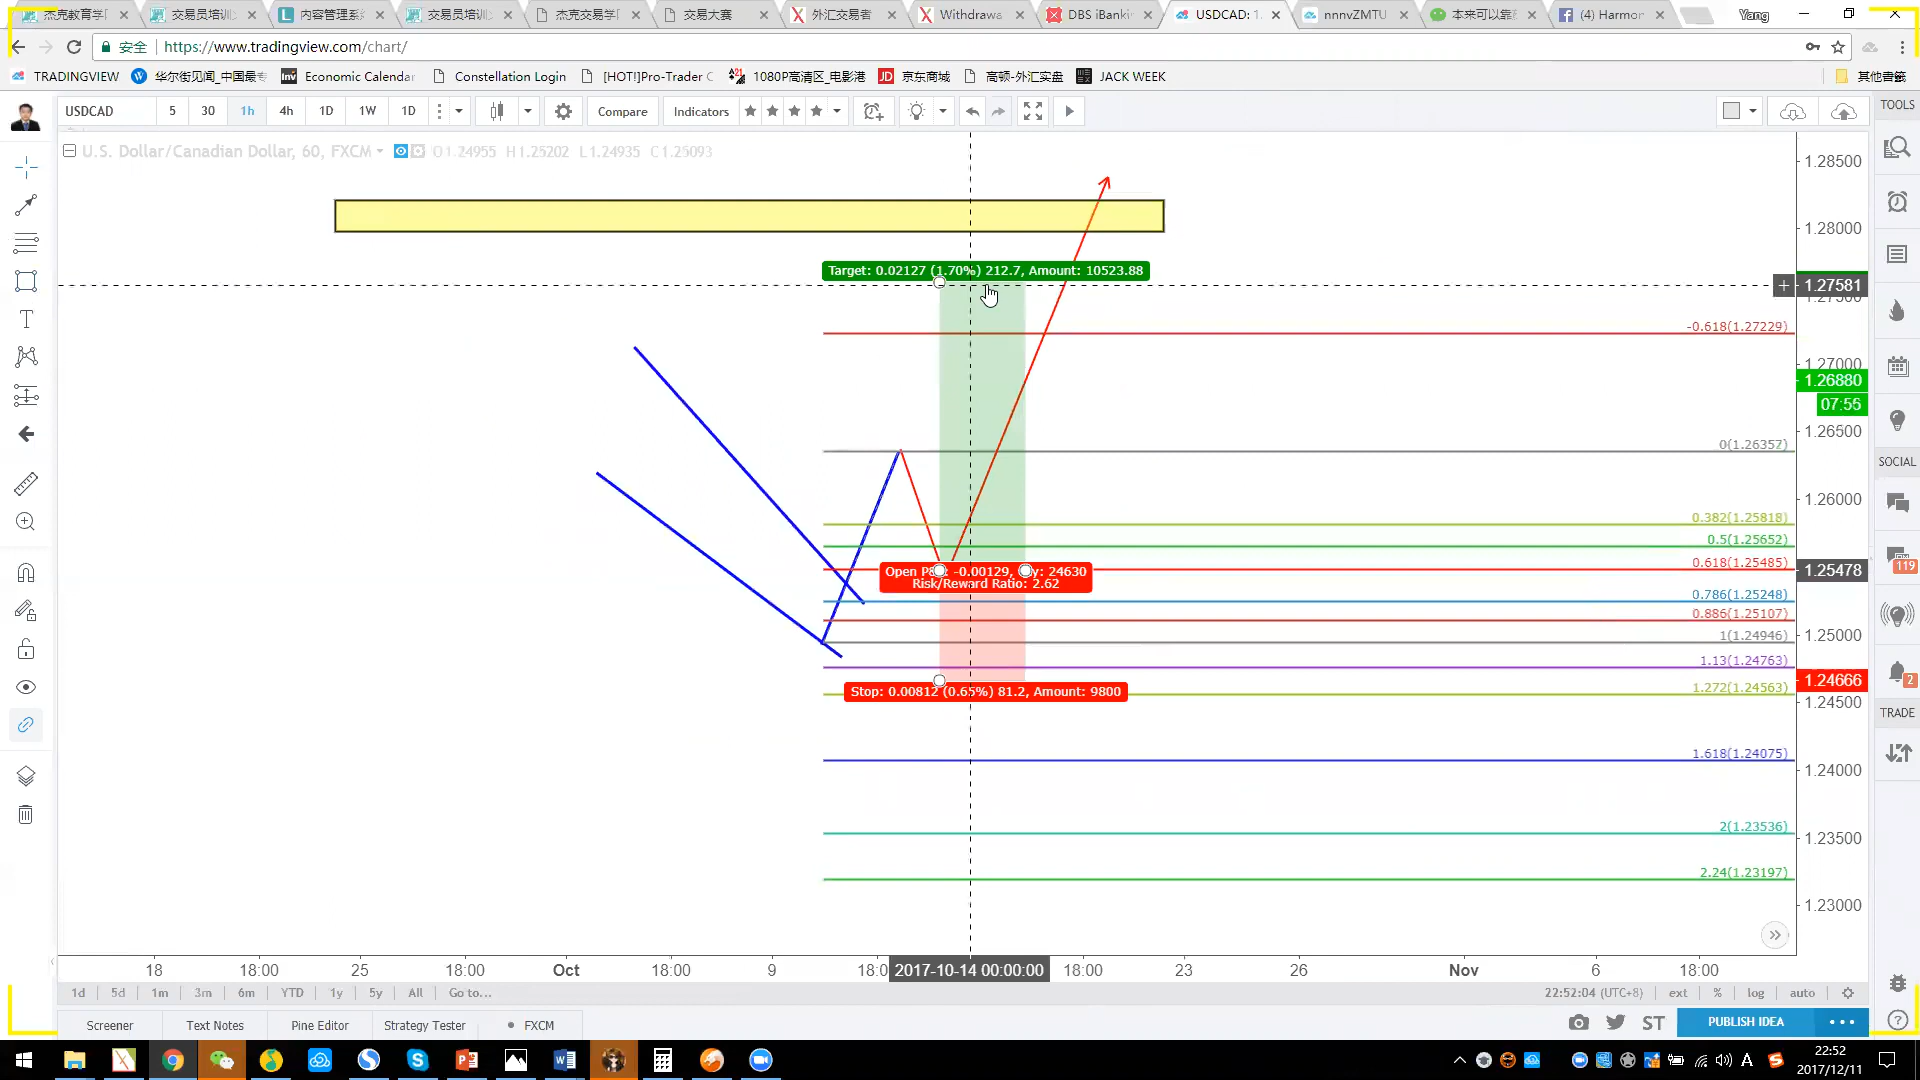 杰克教育学
交易员培训
内容管理系
交易员培训
杰克交易学
交易大赛
外汇交易者
Withdrawa
DBS iBanki
USDCAD: 1.
nnnvZMTU
本来可以靠
(4) Harmon
Yang
安全 | https://www.tradingview.com/chart/
TRADINGVIEW
华尔街见闻_中国最专
Economic Calendar
Constellation Login
[HOT!]Pro-Trader C
1080P高清区_电影港
京东商城
高顿-外汇实盘
JACK WEEK
其他書籤
USDCAD 5 30 1h 4h 1D 1W 1D Compare Indicators
TOOLS
U.S. Dollar/Canadian Dollar, 60, FXCM O1.24955 H1.25202 L1.24935 C1.25093
1.28500
1.28000
Target: 0.02127 (1.70%) 212.7, Amount: 10523.88
1.27581
-0.618(1.27229)
1.27000
1.26880
07:55
1.26500
0(1.26357)
SOCIAL
1.26000
0.382(1.25818)
0.5(1.25652)
0.618(1.25485)
119
Open P&L: -0.00129, Qty: 24630
Risk/Reward Ratio: 2.62
1.25478
0.786(1.25248)
0.886(1.25107)
1(1.24946)
1.25000
1.13(1.24763)
1.24666
2
Stop: 0.00812 (0.65%) 81.2, Amount: 9800
1.272(1.24563)
1.24500
TRADE
1.618(1.24075)
1.24000
2(1.23536)
1.23500
2.24(1.23197)
1.23000
18 18:00 25 18:00 Oct 18:00 9 18:0 2017-10-14 00:00:00 18:00 23 26 Nov 6 18:00
1d 5d 1m 3m 6m YTD 1y 5y All Go to... 22:52:04 (UTC+8) ext % log auto
Screener Text Notes Pine Editor Strategy Tester FXCM ST PUBLISH IDEA
22:52
2017/12/11